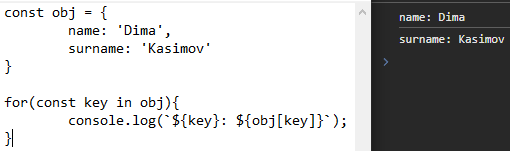 const obj = {
        name: 'Dima',
        surname: 'Kasimov'
}

for(const key in obj){
        console.log(`${key}: ${obj[key]}`);
}
name: Dima
surname: Kasimov
>